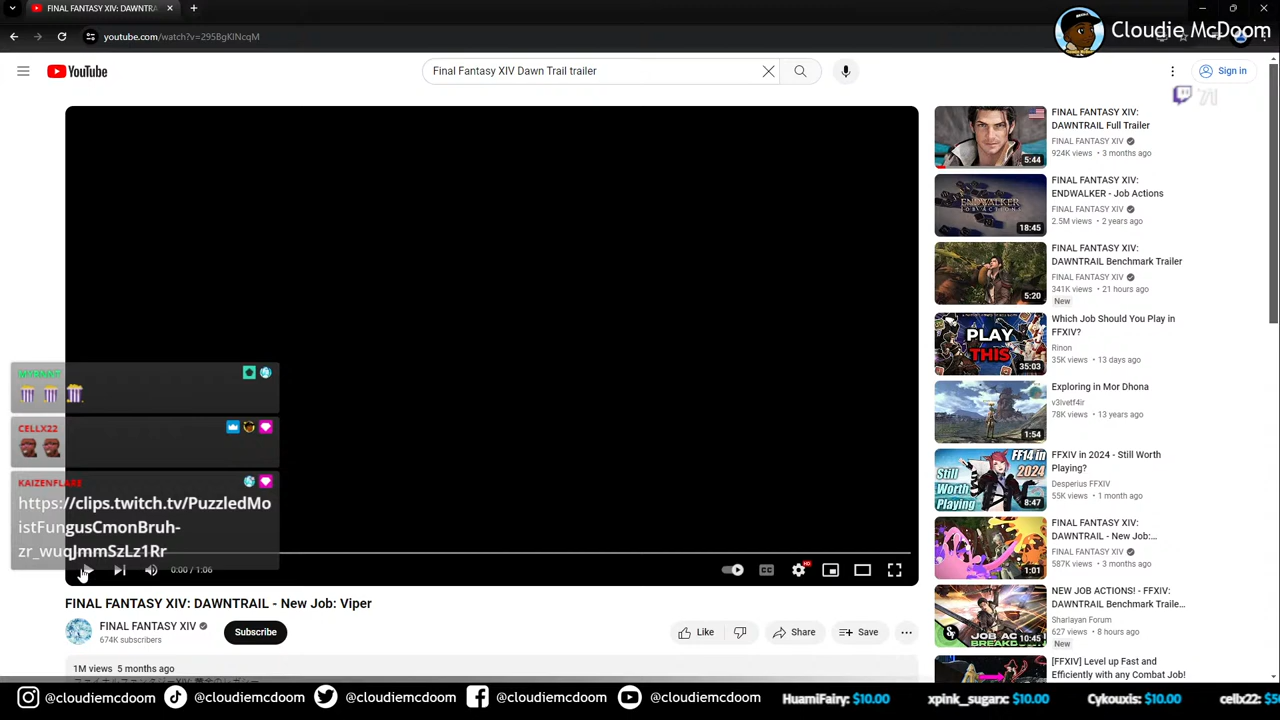 FINAL FANTASY XIV: DAWNTRA
youtube.com/watch?v=295BgKlNcqM
Cloudie McDoom
YouTube
Final Fantasy XIV Dawn Trail trailer
Sign in
71
FINAL FANTASY XIV:
DAWNTRAIL Full Trailer
FINAL FANTASY XIV
924K views • 3 months ago
5:44
FINAL FANTASY XIV:
ENDWALKER - Job Actions
FINAL FANTASY XIV
2.5M views • 2 years ago
ENDWALKER
JOB ACTIONS
18:45
FINAL FANTASY XIV:
DAWNTRAIL Benchmark Trailer
FINAL FANTASY XIV
341K views • 21 hours ago
New
5:20
Which Job Should You Play in
FFXIV?
Rinon
35K views • 13 days ago
PLAY
THIS
35:03
Exploring in Mor Dhona
v3lvetf4ir
78K views • 13 years ago
1:54
FFXIV in 2024 - Still Worth
Playing?
Desperius FFXIV
55K views • 1 month ago
FF14 in
2024
Still
Worth
Playing
8:47
FINAL FANTASY XIV:
DAWNTRAIL - New Job:...
FINAL FANTASY XIV
587K views • 3 months ago
1:01
NEW JOB ACTIONS! - FFXIV:
DAWNTRAIL Benchmark Traile...
Sharlayan Forum
627 views • 8 hours ago
New
10:45
[FFXIV] Level up Fast and
Efficiently with any Combat Job!
CELLX22
KAIZENFLARE
https://clips.twitch.tv/PuzzledMo
istFungusCmonBruh-
zr_wuqJmmSzLz1Rr
0:00 / 1:06
HD
FINAL FANTASY XIV: DAWNTRAIL - New Job: Viper
FINAL FANTASY XIV
674K subscribers
Subscribe
Like
Share
Save
1M views 5 months ago
@cloudiemcdoom
@cloudiemcdoom
@cloudiemcdoom
@cloudiemcdoom
@cloudiemcdoom
HuamiFairy: $10.00
xpink_sugarx: $10.00
Cykouxis: $10.00
cellx22: $5